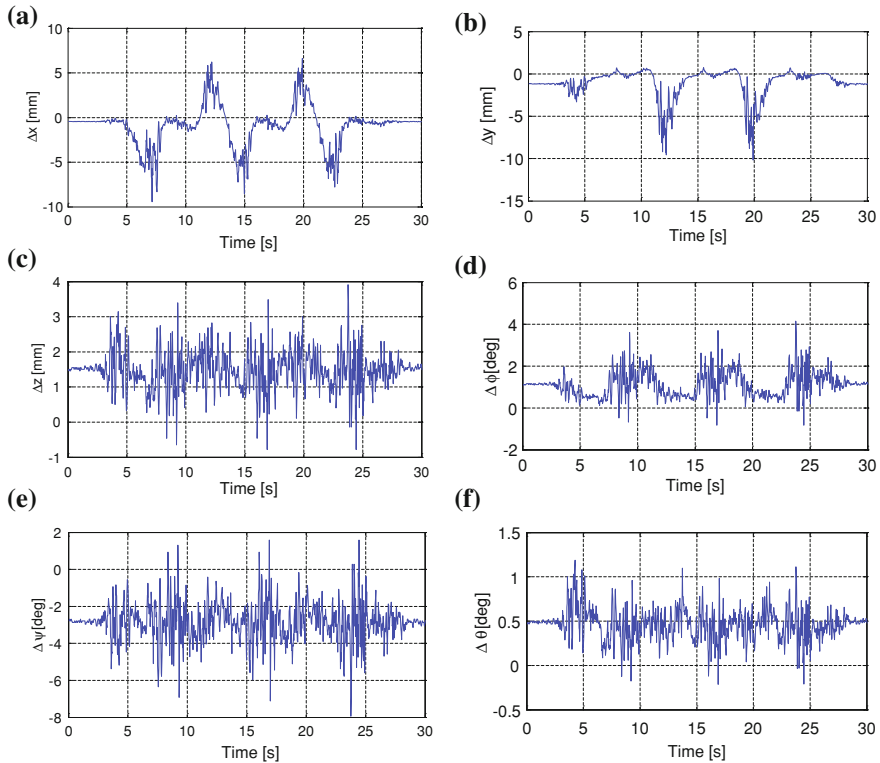 (a)
10
5
0
-5
-10
Δx [mm]
0 5 10 15 20 25 30
Time [s]
(b)
5
0
-5
-10
-15
Δy [mm]
0 5 10 15 20 25 30
Time [s]
(c)
4
3
2
1
0
-1
Δz [mm]
0 5 10 15 20 25 30
Time [s]
(d)
6
4
2
0
-2
Δ ϕ[deg]
0 5 10 15 20 25 30
Time [s]
(e)
2
0
-2
-4
-6
-8
Δ ψ[deg]
0 5 10 15 20 25 30
Time [s]
(f)
1.5
1
0.5
0
-0.5
Δ θ[deg]
0 5 10 15 20 25 30
Time [s]